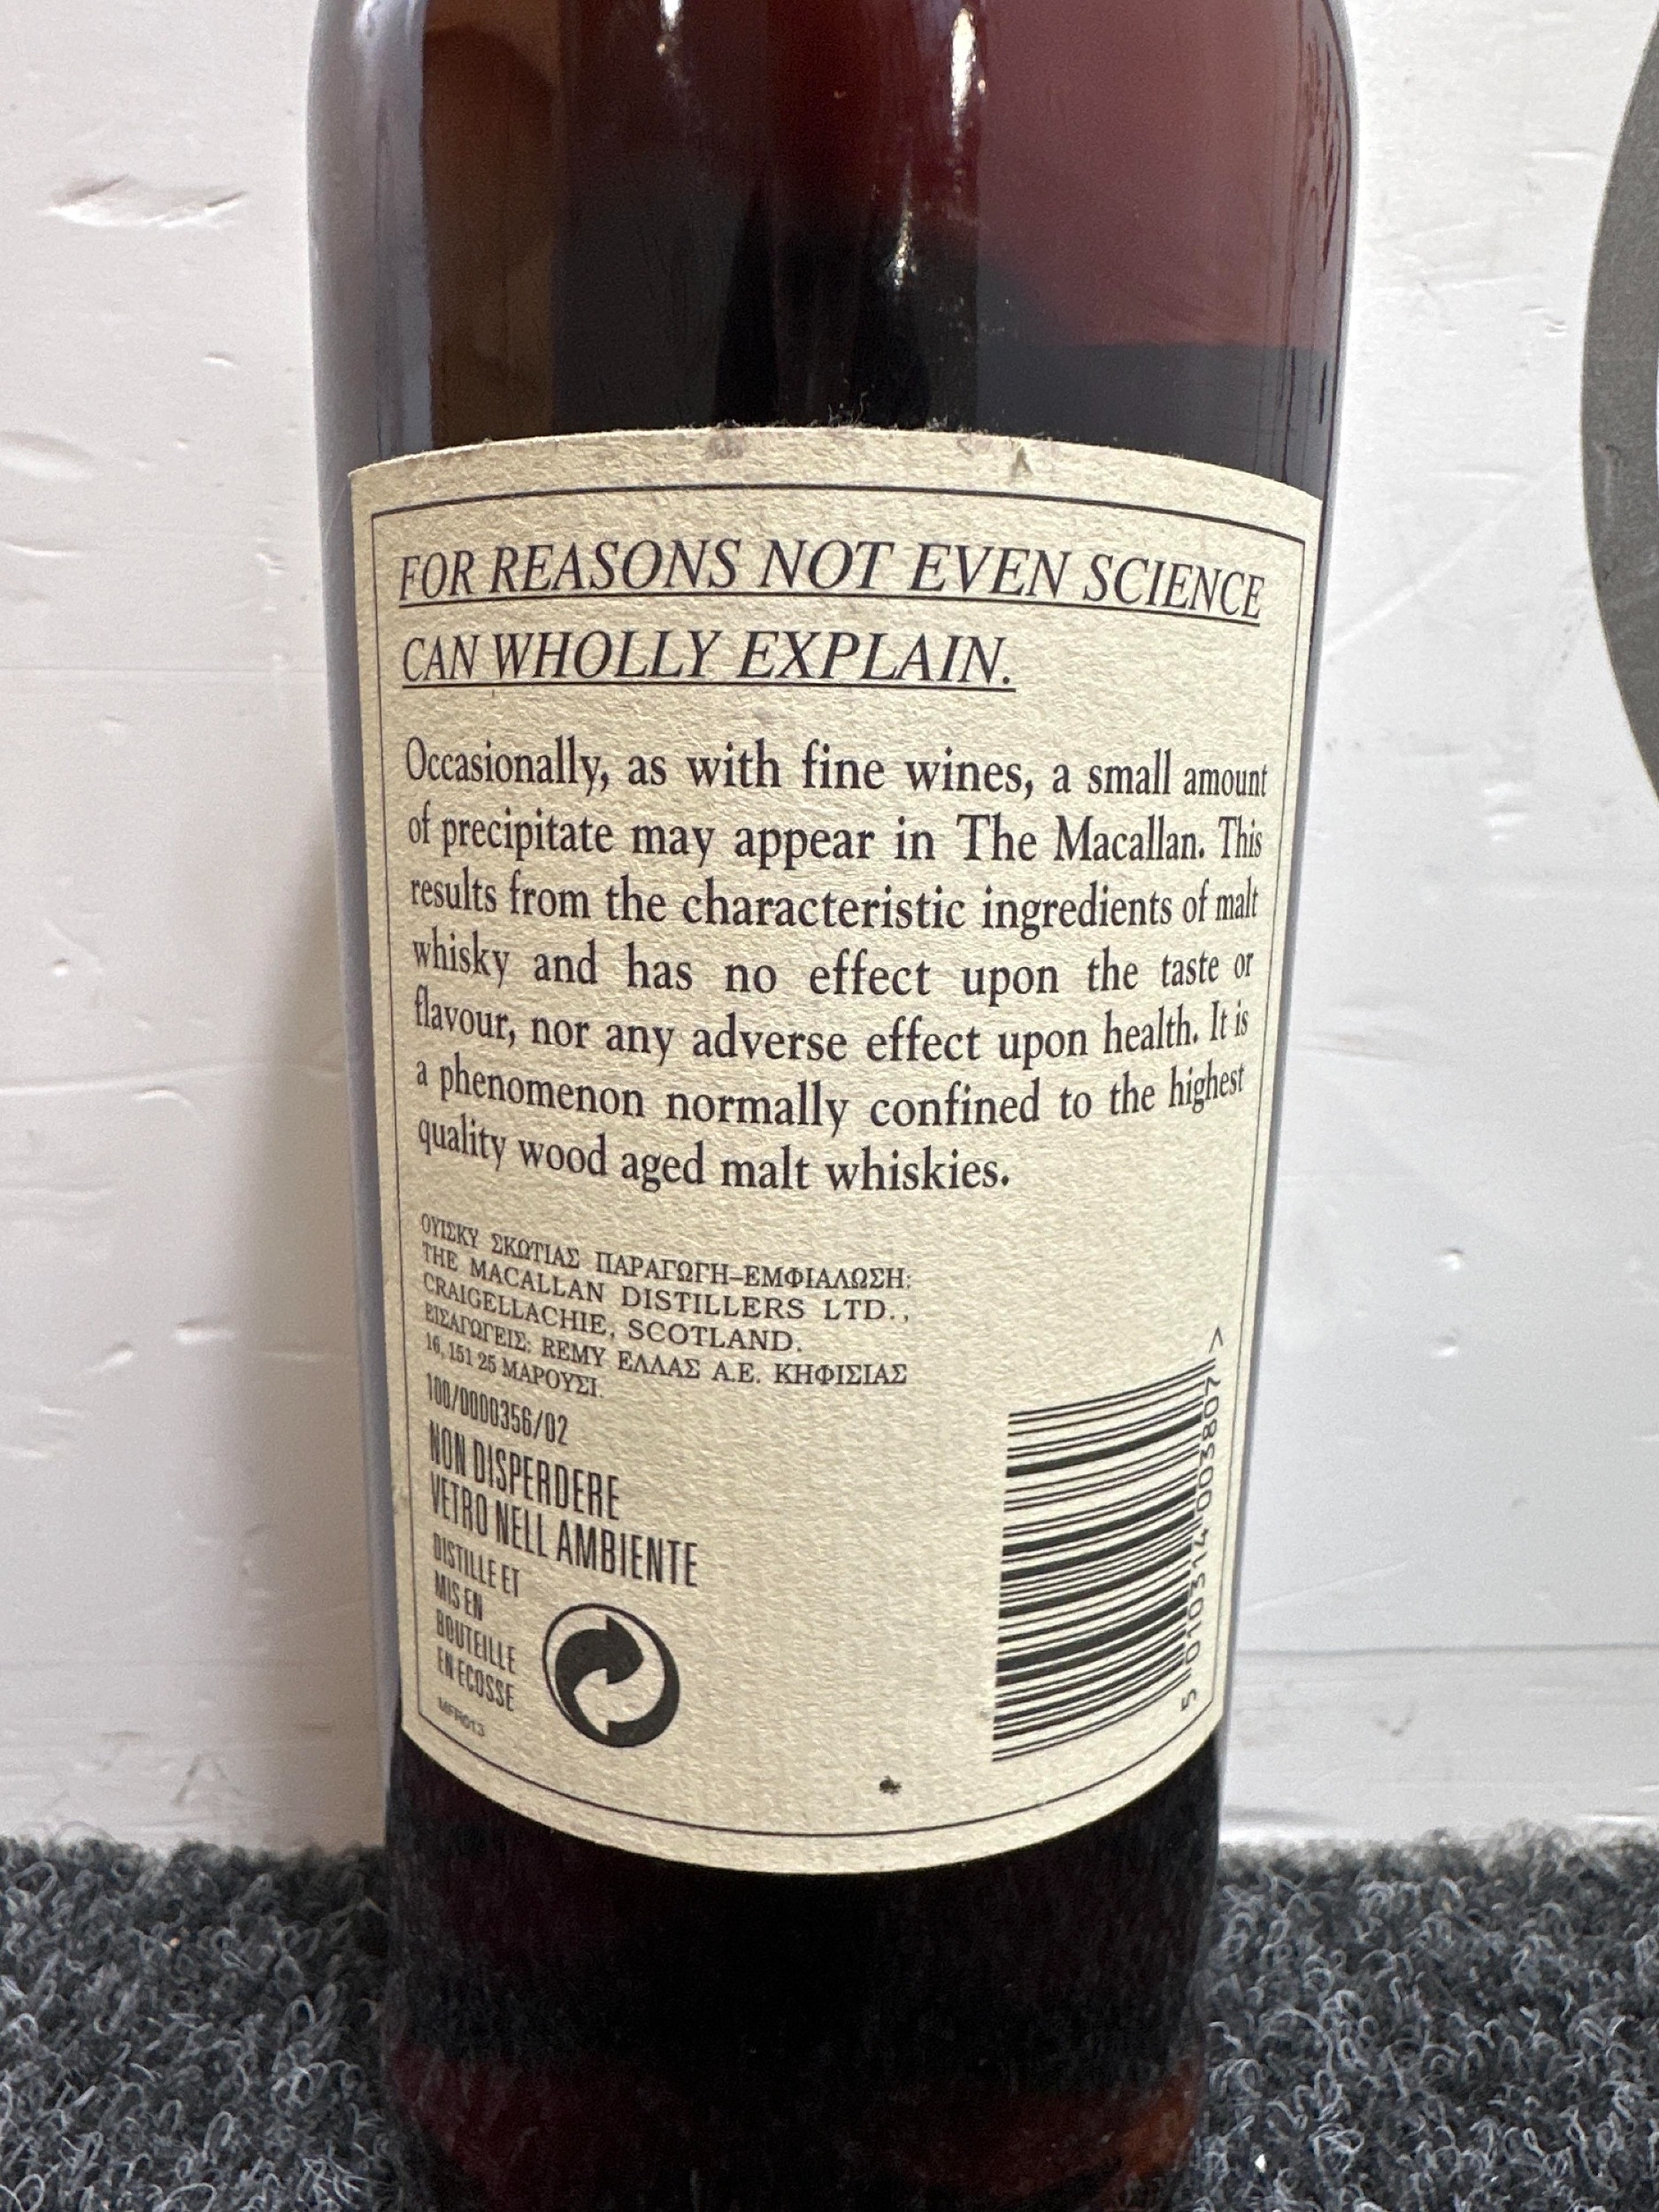 FOR REASONS NOT EVEN SCIENCE
CAN WHOLLY EXPLAIN.
Occasionally, as with fine wines, a small amount
of precipitate may appear in The Macallan. This
results from the characteristic ingredients of malt
whisky and has no effect upon the taste or
flavour, nor any adverse effect upon health. It is
a phenomenon normally confined to the highest
quality wood aged malt whiskies.
ΟΥΙΣΚΥ ΣΚΩΤΙΑΣ ΠΑΡΑΓΩΓΗ–ΕΜΦΙΑΛΩΣΗ:
THE MACALLAN DISTILLERS LTD.,
CRAIGELLACHIE, SCOTLAND.
ΕΙΣΑΓΩΓΕΙΣ: REMY ΕΛΛΑΣ Α.Ε. ΚΗΦΙΣΙΑΣ
16, 151 25 ΜΑΡΟΥΣΙ.
100/0000356/02
NON DISPERDERE
VETRO NELL AMBIENTE
DISTILLE ET
MIS EN
BOUTEILLE
EN ECOSSE
MFR013
5 010314 003807 >